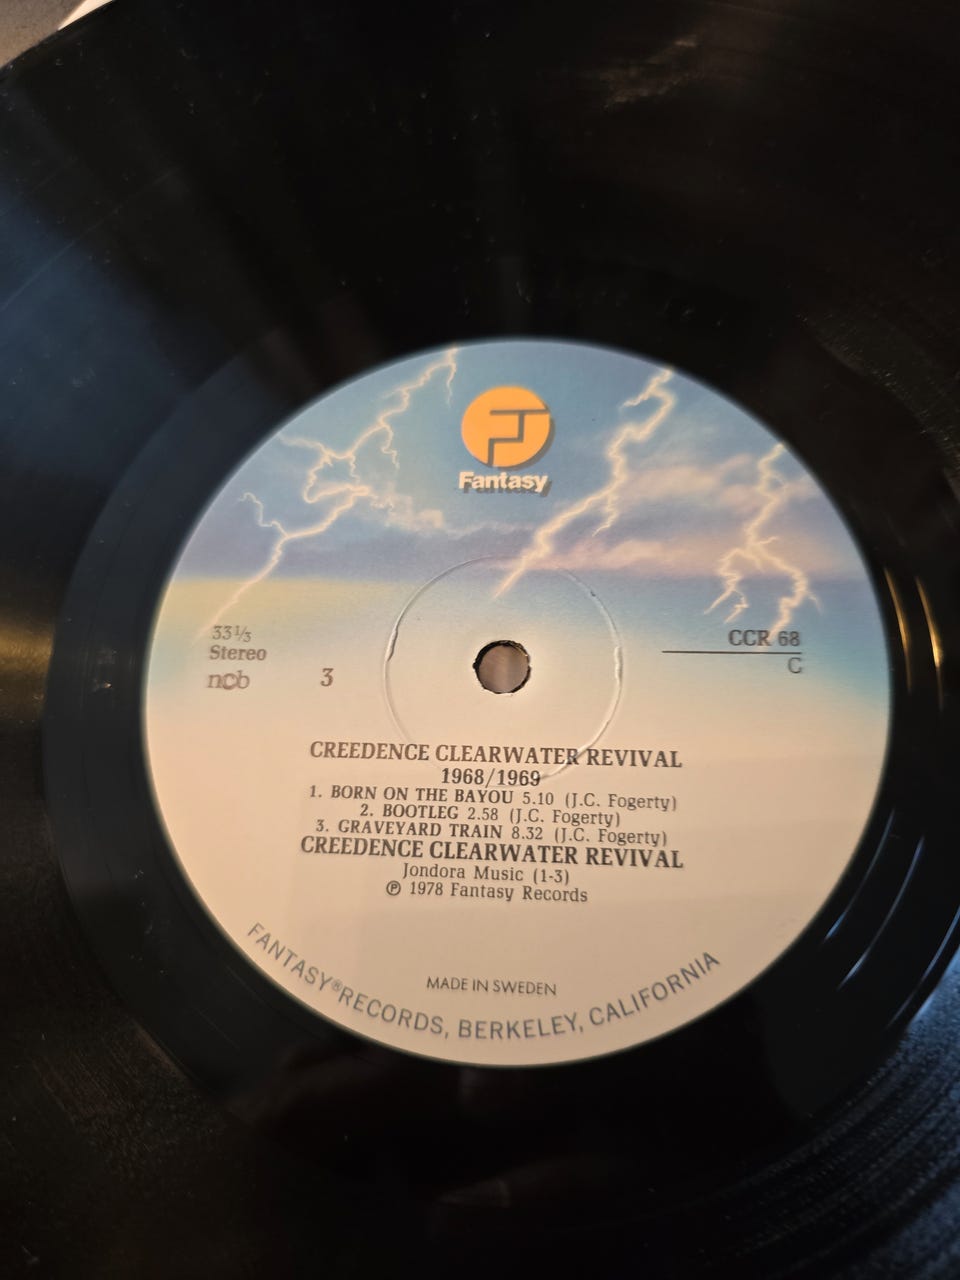 Fantasy
33⅓
Stereo
ncb
3
CCR 68
C
CREEDENCE CLEARWATER REVIVAL
1968/1969
1. BORN ON THE BAYOU 5.10 (J.C. Fogerty)
2. BOOTLEG 2.58 (J.C. Fogerty)
3. GRAVEYARD TRAIN 8.32 (J.C. Fogerty)
CREEDENCE CLEARWATER REVIVAL
Jondora Music (1-3)
℗ 1978 Fantasy Records
MADE IN SWEDEN
FANTASY® RECORDS, BERKELEY, CALIFORNIA